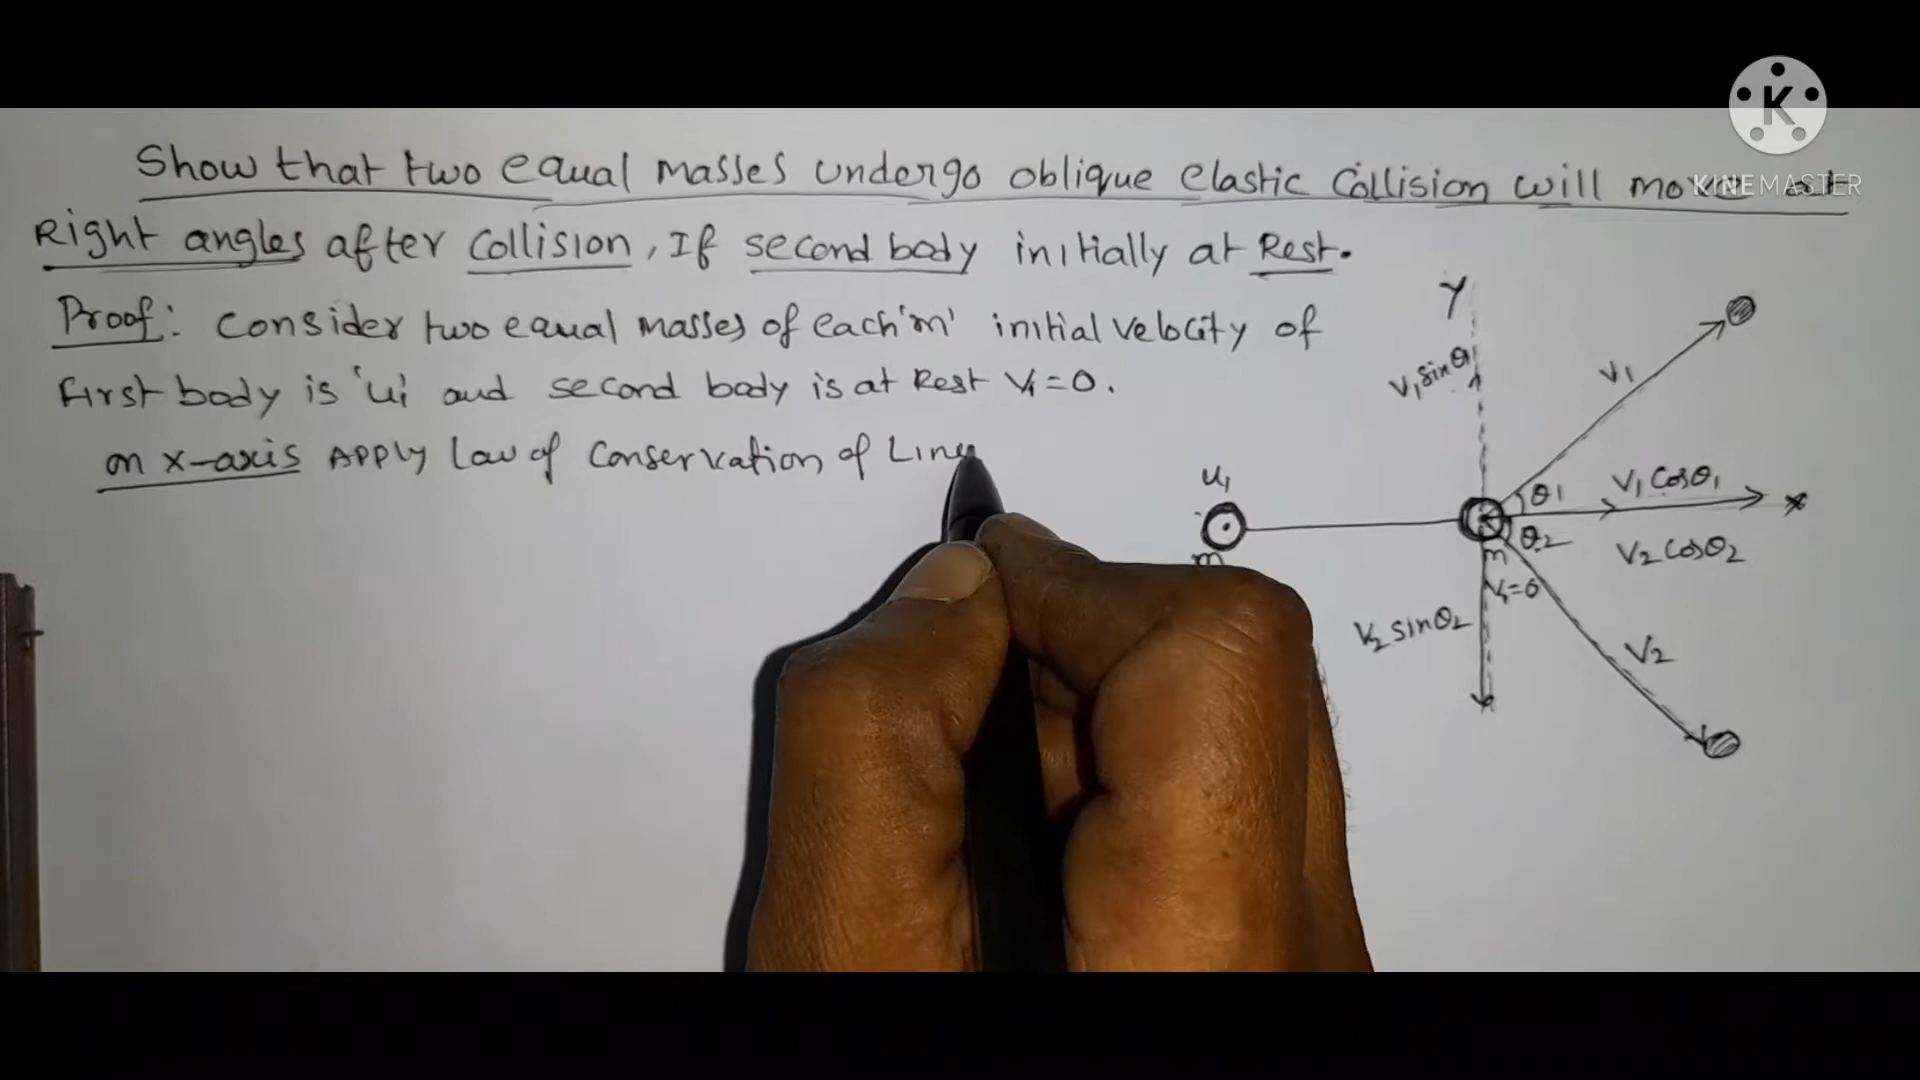 KINEMASTER
Show that two equal masses undergo oblique elastic Collision will move at
Right angles after Collision, If second body initially at Rest.
Proof: Consider two equal masses of each 'm' initial velocity of
First body is 'u1' and second body is at Rest V1=0.
on x-axis APPly Law of Conservation of Line
Y
V1 sinθ
V1
u1
m
θ1
V1 Cosθ1
x
θ2
m
V1=0
V2 Cosθ2
V2 sinθ2
V2